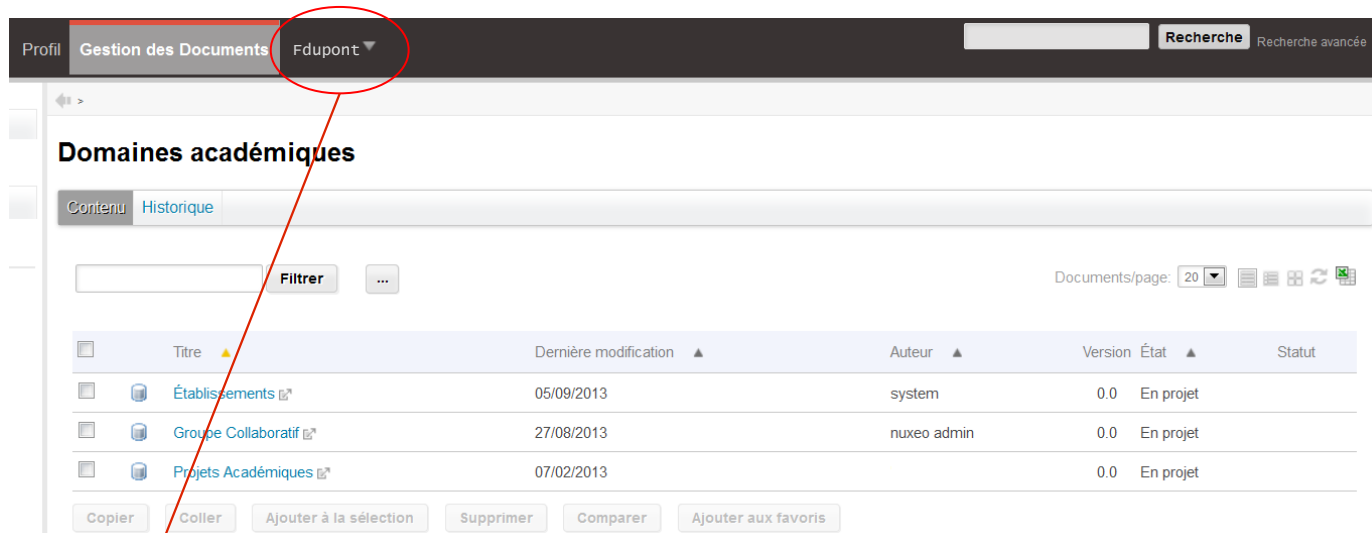 Profil Gestion des Documents Fdupont Recherche Recherche avancée
>
Domaines académiques
Contenu Historique
Filtrer ... Documents/page: 20
Titre Dernière modification Auteur Version État Statut
Établissements 05/09/2013 system 0.0 En projet
Groupe Collaboratif 27/08/2013 nuxeo admin 0.0 En projet
Projets Académiques 07/02/2013 0.0 En projet
Copier Coller Ajouter à la sélection Supprimer Comparer Ajouter aux favoris